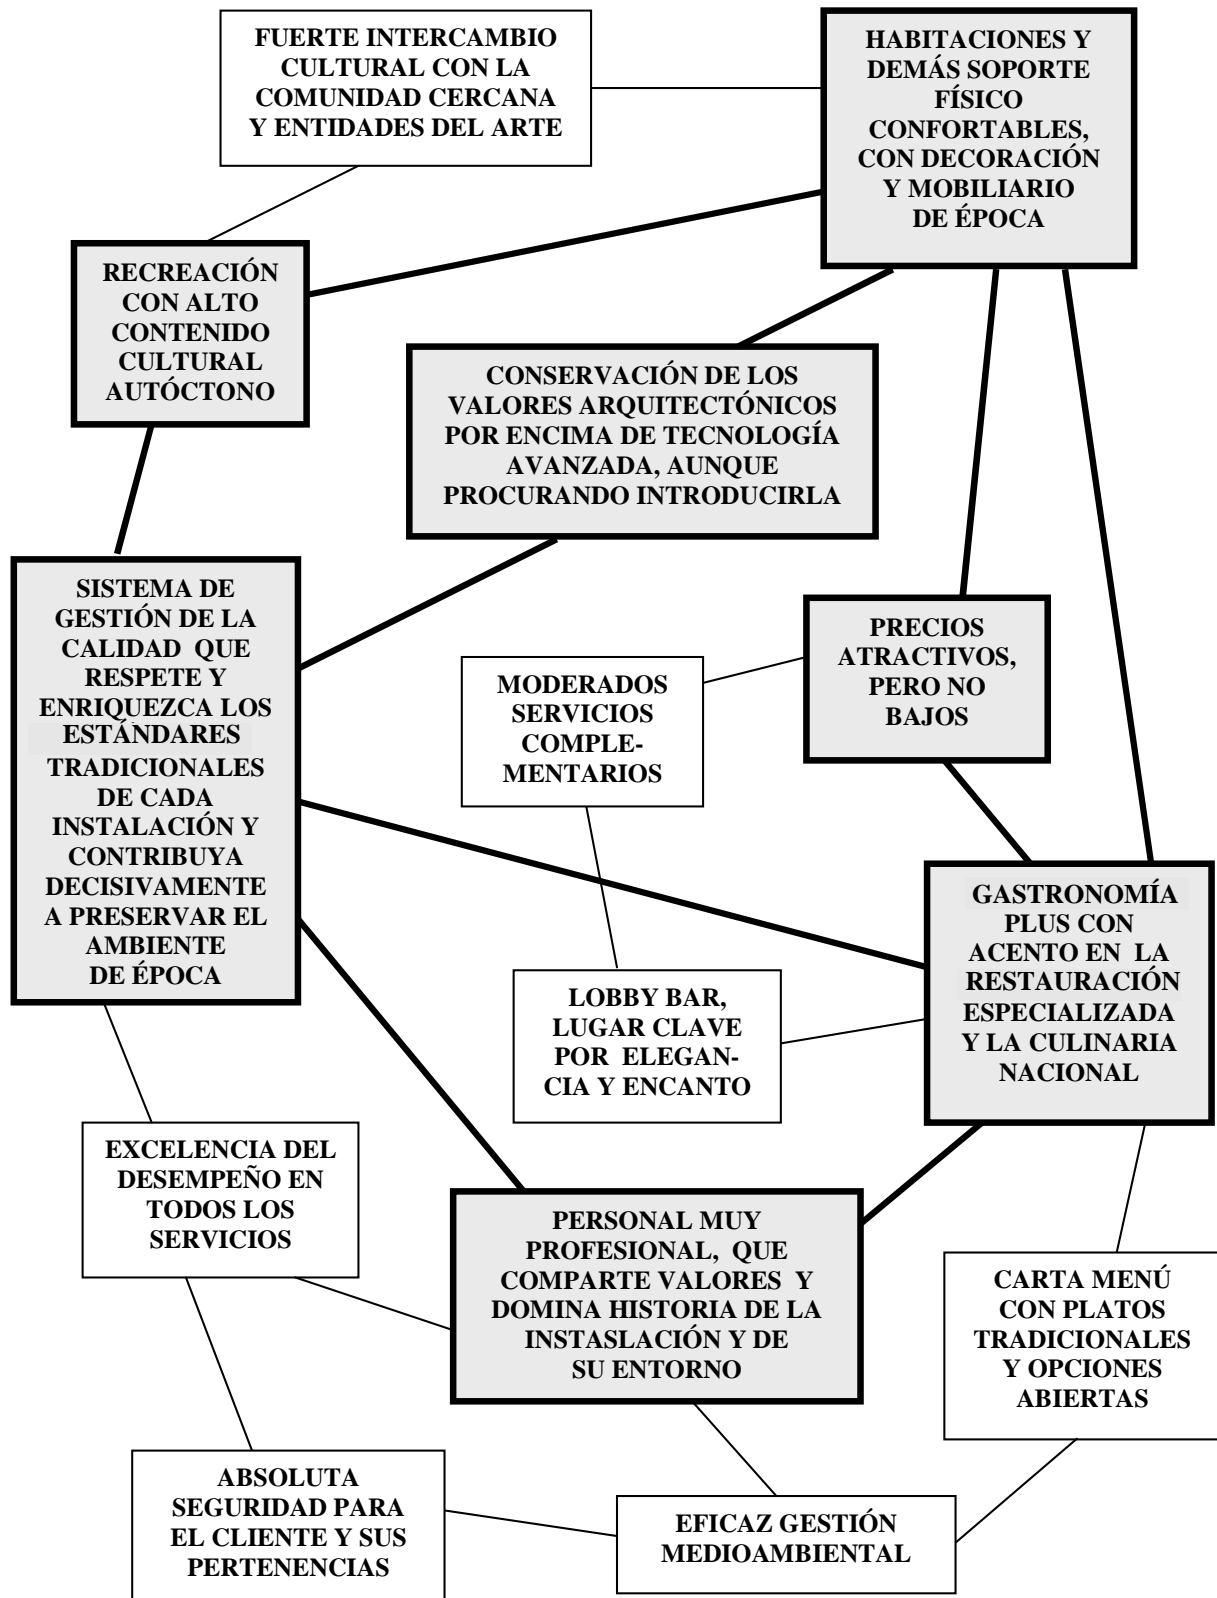 FUERTE INTERCAMBIO
CULTURAL CON LA
COMUNIDAD CERCANA
Y ENTIDADES DEL ARTE
HABITACIONES Y
DEMÁS SOPORTE
FÍSICO
CONFORTABLES,
CON DECORACIÓN
Y MOBILIARIO
DE ÉPOCA
RECREACIÓN
CON ALTO
CONTENIDO
CULTURAL
AUTÓCTONO
CONSERVACIÓN DE LOS
VALORES ARQUITECTÓNICOS
POR ENCIMA DE TECNOLOGÍA
AVANZADA, AUNQUE
PROCURANDO INTRODUCIRLA
SISTEMA DE
GESTIÓN DE LA
CALIDAD QUE
RESPETE Y
ENRIQUEZCA LOS
ESTÁNDARES
TRADICIONALES
DE CADA
INSTALACIÓN Y
CONTRIBUYA
DECISIVAMENTE
A PRESERVAR EL
AMBIENTE
DE ÉPOCA
PRECIOS
ATRACTIVOS,
PERO NO
BAJOS
MODERADOS
SERVICIOS
COMPLE-
MENTARIOS
GASTRONOMÍA
PLUS CON
ACENTO EN LA
RESTAURACIÓN
ESPECIALIZADA
Y LA CULINARIA
NACIONAL
LOBBY BAR,
LUGAR CLAVE
POR ELEGAN-
CIA Y ENCANTO
EXCELENCIA DEL
DESEMPEÑO EN
TODOS LOS
SERVICIOS
PERSONAL MUY
PROFESIONAL, QUE
COMPARTE VALORES Y
DOMINA HISTORIA DE LA
INSTASLACIÓN Y DE
SU ENTORNO
CARTA MENÚ
CON PLATOS
TRADICIONALES
Y OPCIONES
ABIERTAS
ABSOLUTA
SEGURIDAD PARA
EL CLIENTE Y SUS
PERTENENCIAS
EFICAZ GESTIÓN
MEDIOAMBIENTAL